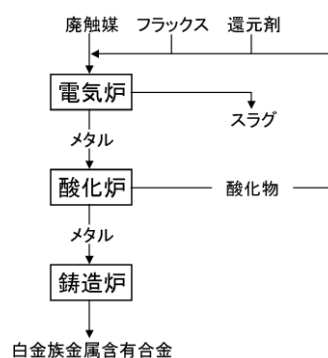 廃触媒 フラックス 還元剤
電気炉
スラグ
メタル
酸化炉 酸化物
メタル
鋳造炉
白金族金属含有合金